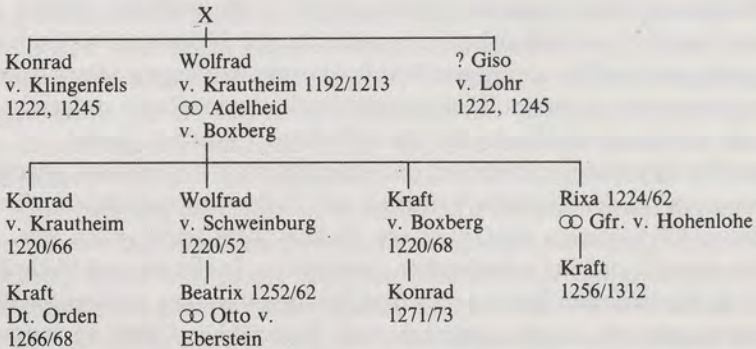 X
Konrad
v. Klingenfels
1222, 1245
Wolfrad
v. Krautheim 1192/1213
⚭ Adelheid
v. Boxberg
? Giso
v. Lohr
1222, 1245
Konrad
v. Krautheim
1220/66
Wolfrad
v. Schweinburg
1220/52
Kraft
v. Boxberg
1220/68
Rixa 1224/62
⚭ Gfr. v. Hohenlohe
Kraft
Dt. Orden
1266/68
Beatrix 1252/62
⚭ Otto v.
Eberstein
Konrad
1271/73
Kraft
1256/1312